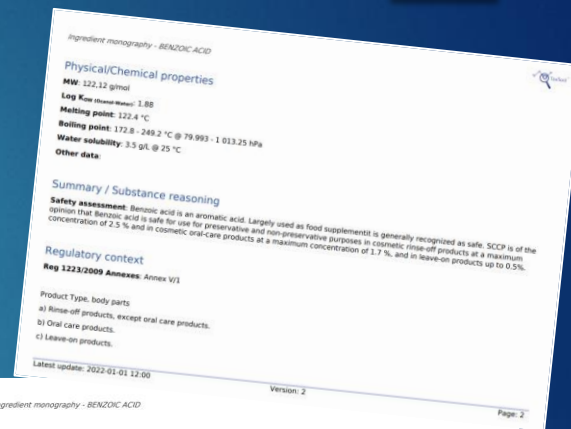 Ingredient monography - BENZOIC ACID
Physical/Chemical properties
MW: 122,12 g/mol
Log Kow (Octanol-Water): 1.88
Melting point: 122.4 °C
Boiling point: 172.8 - 249.2 °C @ 79.993 - 1 013.25 hPa
Water solubility: 3.5 g/L @ 25 °C
Other data:
Summary / Substance reasoning
Safety assessment: Benzoic acid is an aromatic acid. Largely used as food supplementit is generally recognized as safe. SCCP is of the
opinion that Benzoic acid is safe for use for preservative and non-preservative purposes in cosmetic rinse-off products at a maximum
concentration of 2.5 % and in cosmetic oral-care products at a maximum concentration of 1.7 %, and in leave-on products up to 0.5%.
Regulatory context
Reg 1223/2009 Annexes: Annex V/1
Product Type, body parts
a) Rinse-off products, except oral care products.
b) Oral care products.
c) Leave-on products.
Latest update: 2022-01-01 12:00
Version: 2
Page: 2
ngredient monography - BENZOIC ACID